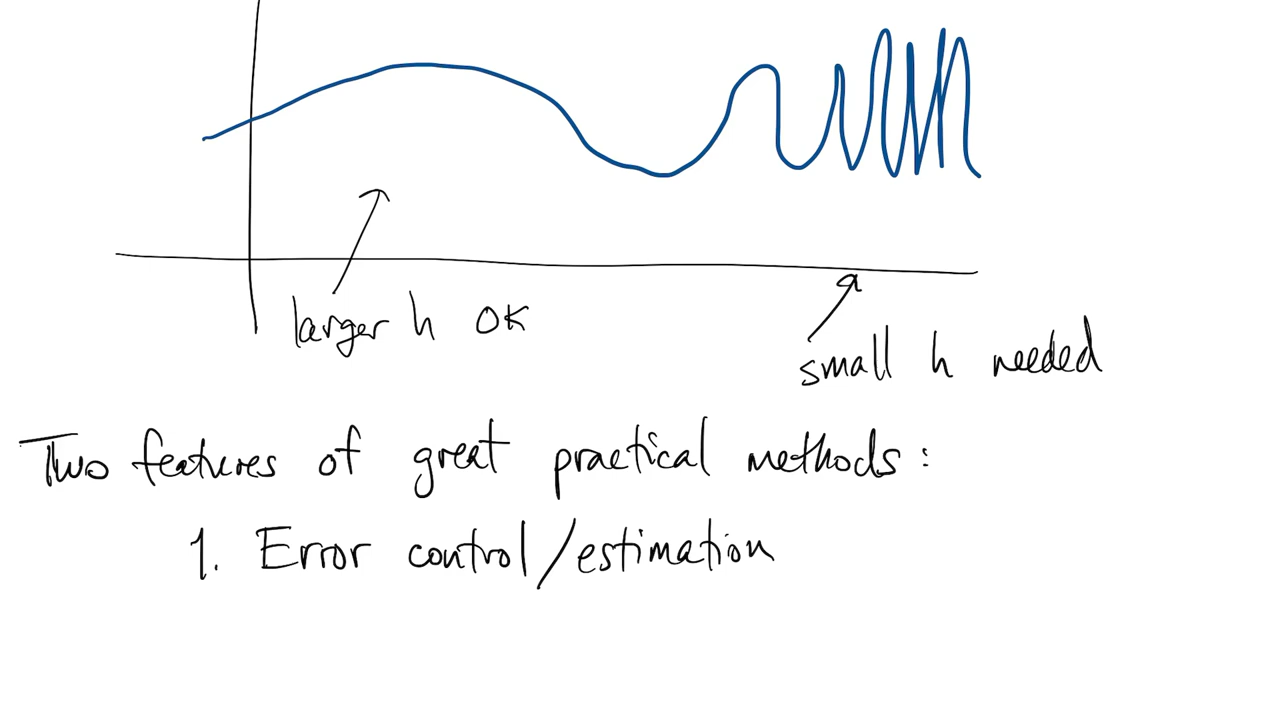 larger h OK
small h needed
Two features of great practical methods:
1. Error control/estimation